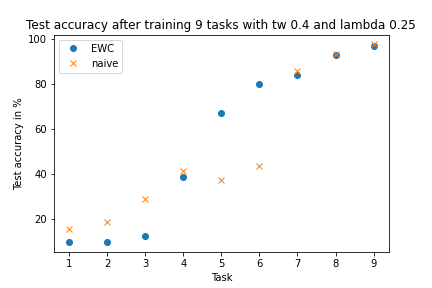 Test accuracy after training 9 tasks with tw 0.4 and lambda 0.25
100
80
60
40
20
Test accuracy in %
EWC
naive
1 2 3 4 5 6 7 8 9
Task